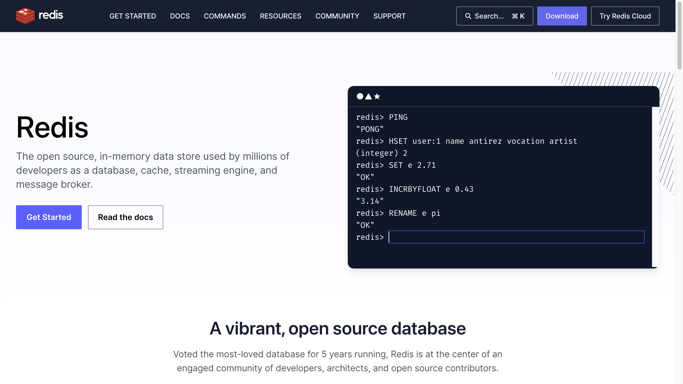 redis
GET STARTED DOCS COMMANDS RESOURCES COMMUNITY SUPPORT
Search... ⌘ K
Download
Try Redis Cloud
Redis
The open source, in-memory data store used by millions of
developers as a database, cache, streaming engine, and
message broker.
Get Started
Read the docs
redis> PING
"PONG"
redis> HSET user:1 name antirez vocation artist
(integer) 2
redis> SET e 2.71
"OK"
redis> INCRBYFLOAT e 0.43
"3.14"
redis> RENAME e pi
"OK"
redis>
A vibrant, open source database
Voted the most-loved database for 5 years running, Redis is at the center of an
engaged community of developers, architects, and open source contributors.